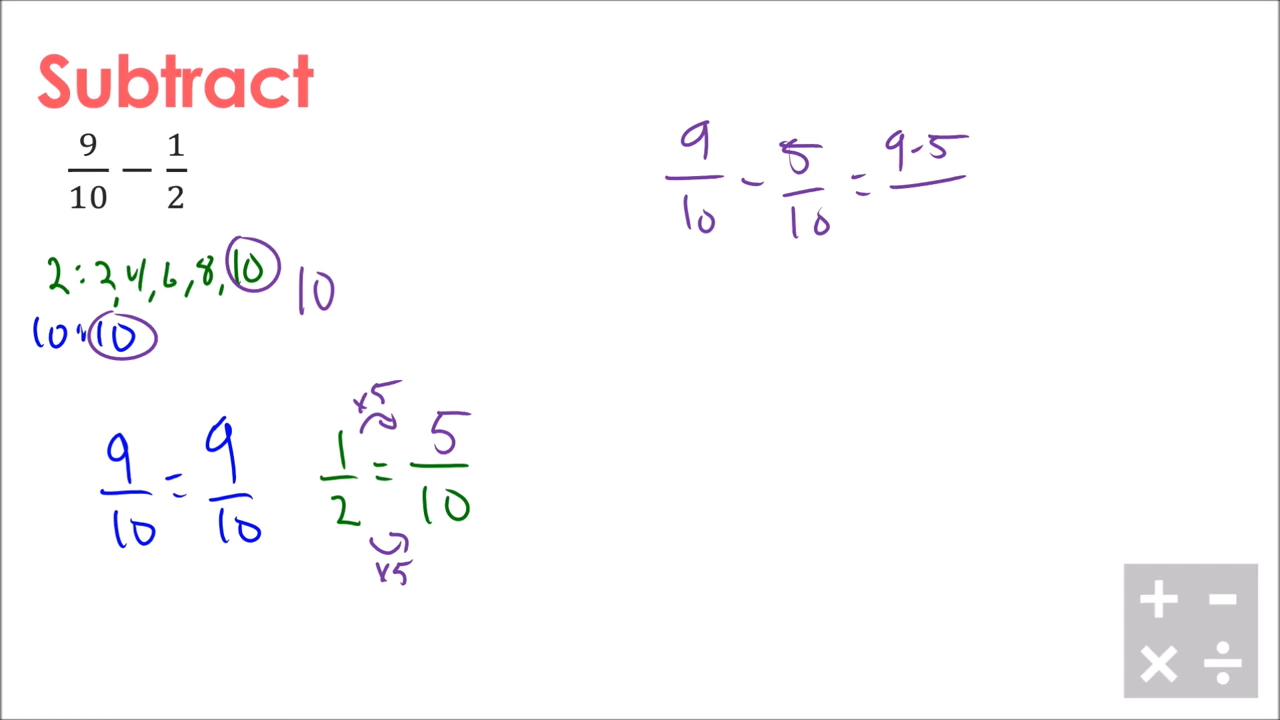 Subtract
9/10 − 1/2
2: 2, 4, 6, 8, 10
10
10: 10
9/10 = 9/10
×5
1/2 = 5/10
×5
9/10 - 5/10 = 9-5
+ −
× ÷